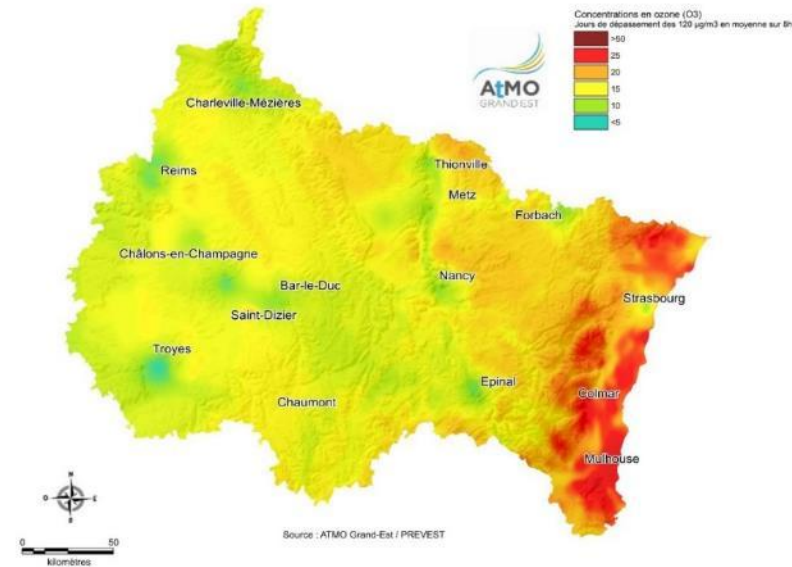 Concentrations en ozone (O3)
Jours de dépassement des 120 µg/m3 en moyenne sur 8h
>50
25
20
15
10
<5
AtMO
GRAND EST
Charleville-Mézières
Reims
Thionville
Metz
Forbach
Châlons-en-Champagne
Nancy
Bar-le-Duc
Strasbourg
Saint-Dizier
Troyes
Epinal
Colmar
Chaumont
Mulhouse
N
O
E
S
Source : ATMO Grand-Est / PREVEST
0 50
kilomètres